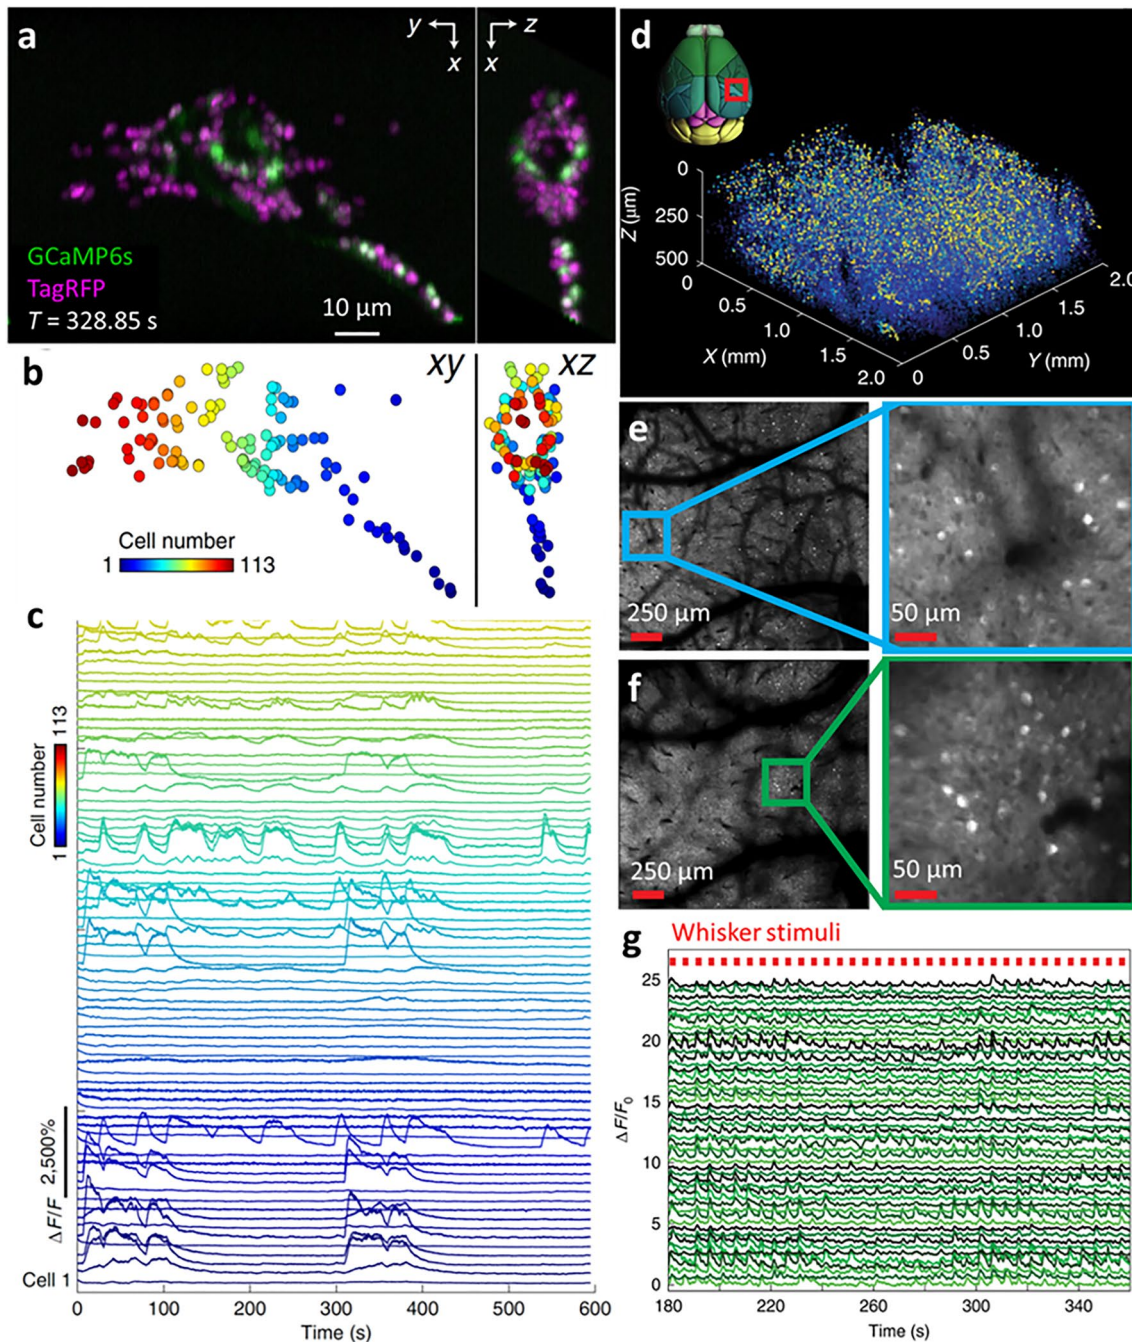 a
y
x
z
x
GCaMP6s
TagRFP
T = 328.85 s
10 μm
b
xy
xz
Cell number
1
113
c
Cell number
1
113
2,500%
Δ F/F
Cell 1
0
100
200
300
400
500
600
Time (s)
d
0
250
500
Z (μm)
0
0.5
1.0
1.5
2.0
X (mm)
0
0.5
1.0
1.5
2.0
Y (mm)
e
250 μm
50 μm
f
250 μm
50 μm
g
Whisker stimuli
25
20
15
10
5
0
Δ F/F0
180
220
260
300
340
Time (s)